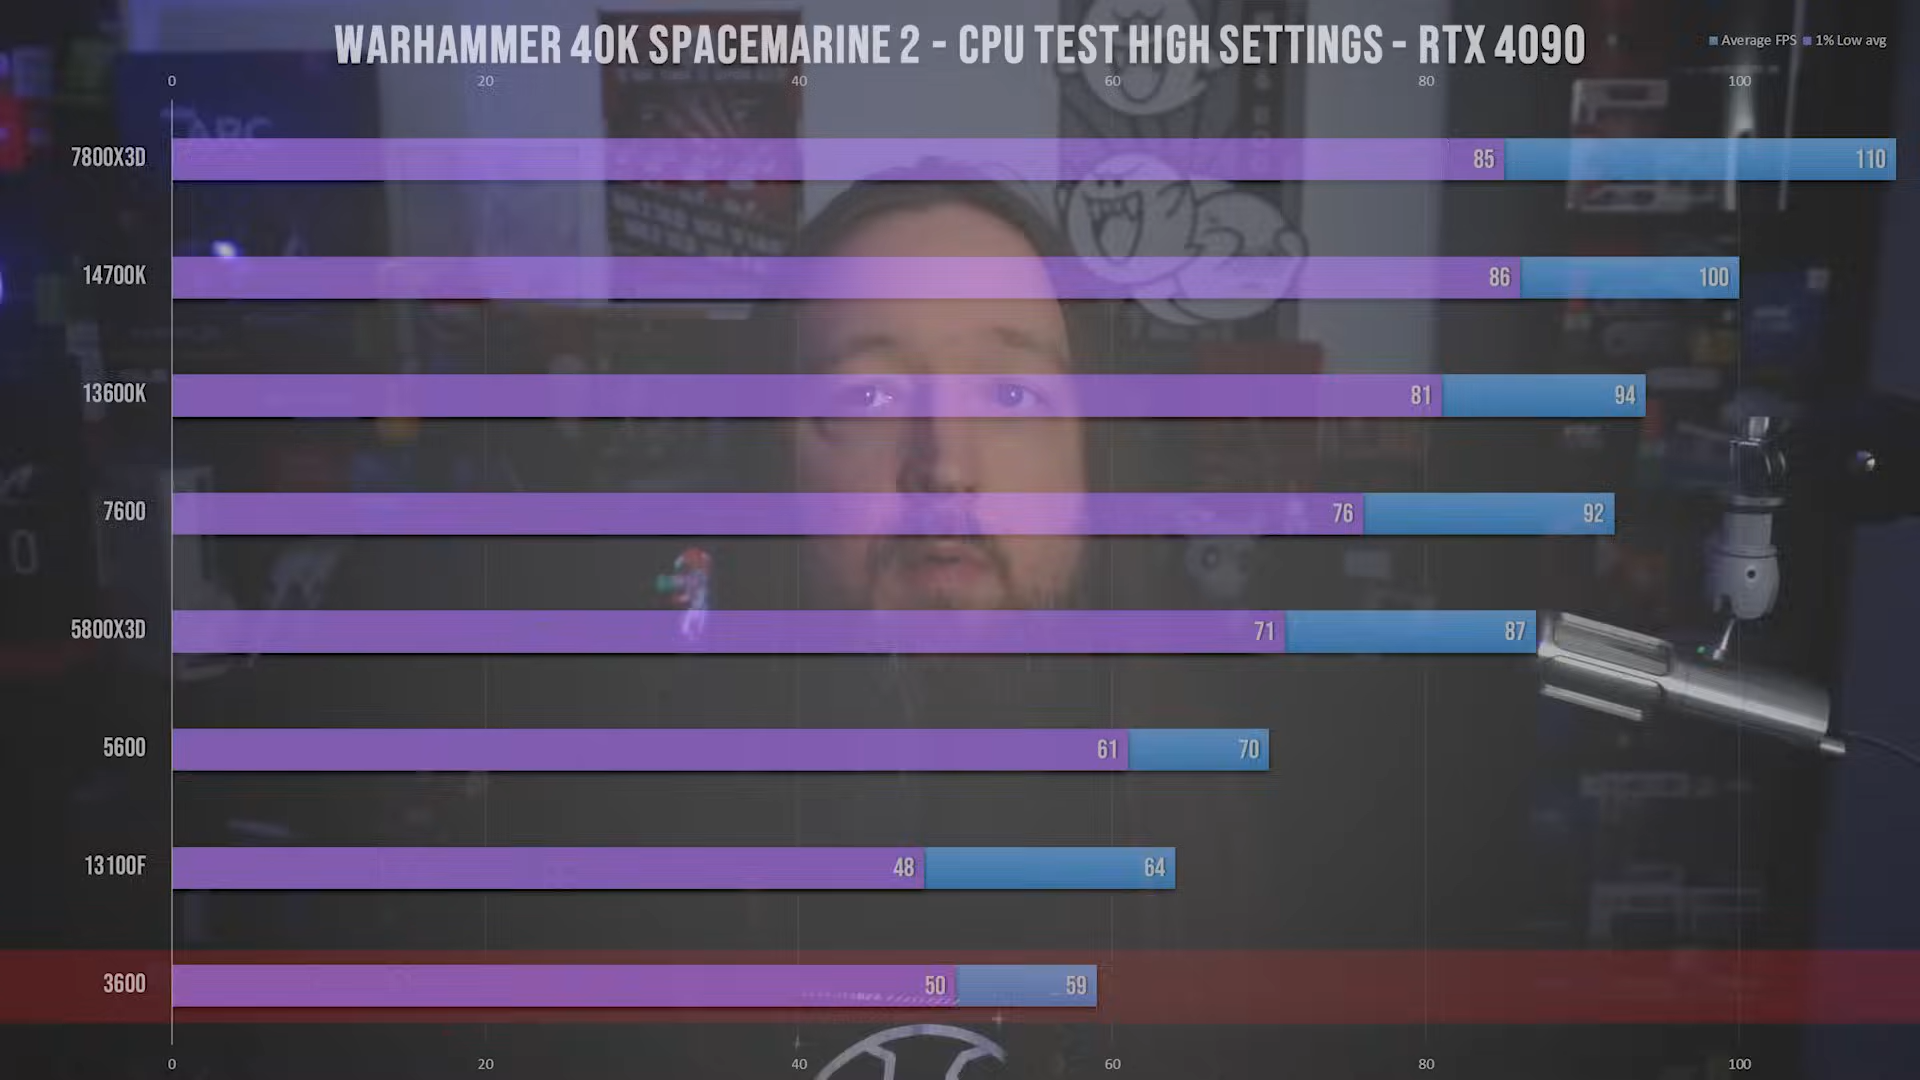 WARHAMMER 40K SPACEMARINE 2 - CPU TEST HIGH SETTINGS - RTX 4090
Average FPS 1% Low avg
0 20 40 60 80 100
7800X3D 85 110
14700K 86 100
13600K 81 94
7600 76 92
5800X3D 71 87
5600 61 70
13100F 48 64
3600 50 59
0 20 40 60 80 100
ARC